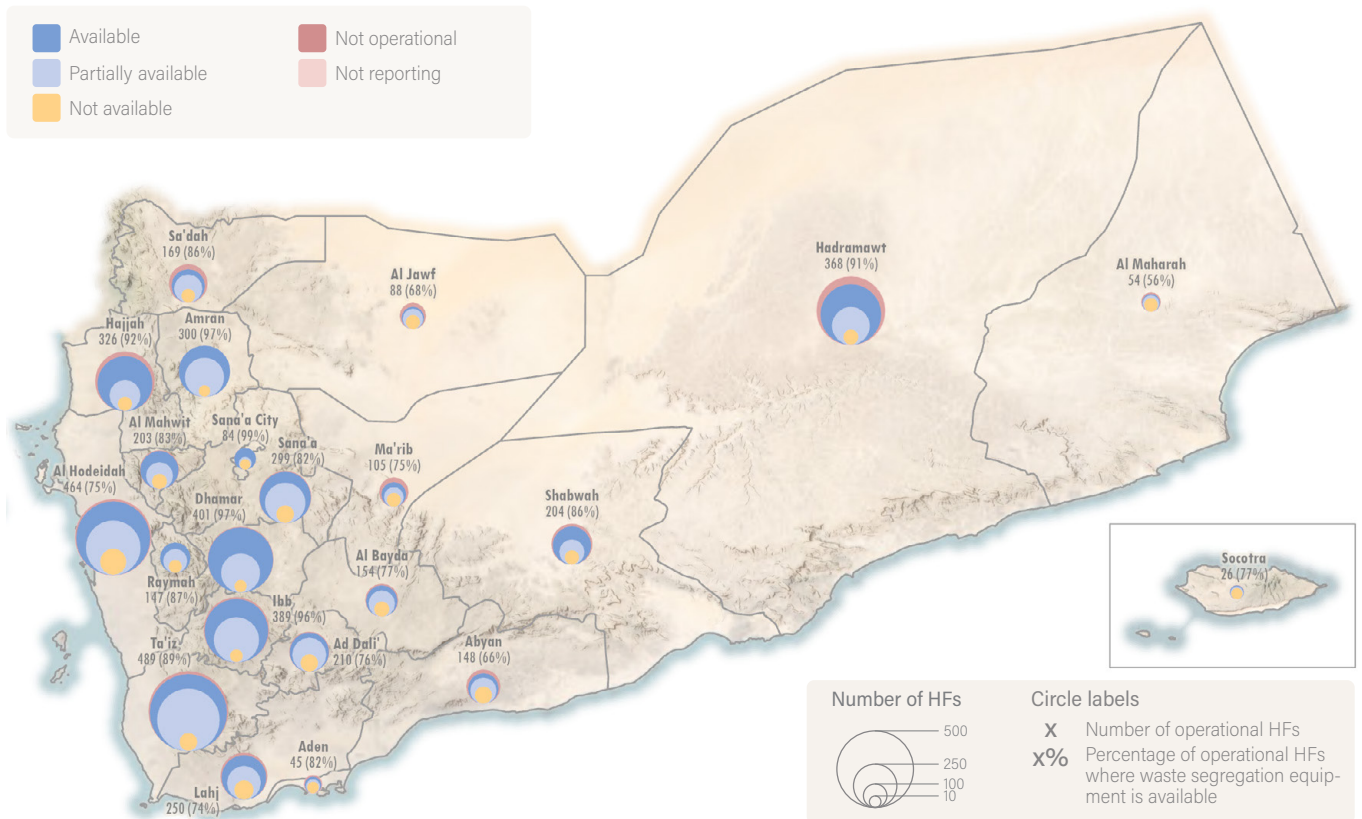 Available
Partially available
Not available
Not operational
Not reporting
Sa'dah
169 (86%)
Al Jawf
88 (68%)
Hadramawt
368 (91%)
Al Maharah
54 (56%)
Hajjah
326 (92%)
Amran
300 (97%)
Al Mahwit
203 (83%)
Sana'a City
84 (99%)
Sana'a
299 (82%)
Ma'rib
105 (75%)
Al Hodeidah
464 (75%)
Dhamar
401 (97%)
Shabwah
204 (86%)
Al Bayda
154 (77%)
Raymah
147 (87%)
Ibb
389 (96%)
Socotra
26 (77%)
Ta'iz
489 (89%)
Ad Dali'
210 (76%)
Abyan
148 (66%)
Aden
45 (82%)
Lahj
250 (74%)
Number of HFs
500
250
100
10
Circle labels
X Number of operational HFs
x% Percentage of operational HFs
where waste segregation equip-
ment is available